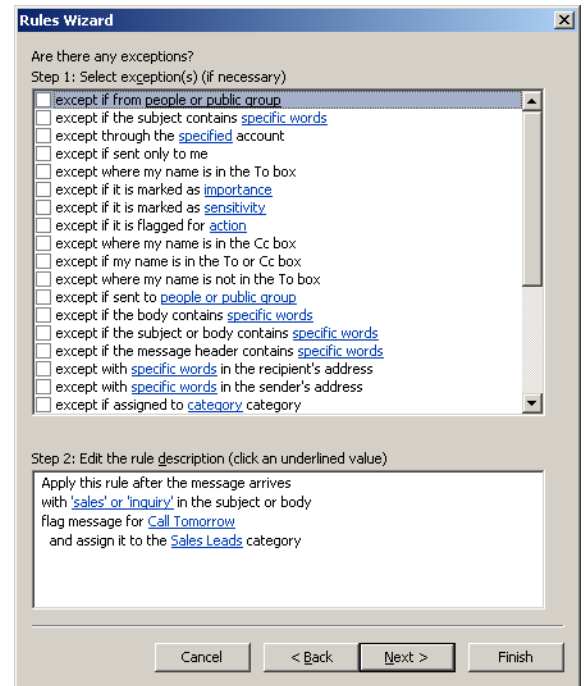 Rules Wizard
Are there any exceptions?
Step 1: Select exception(s) (if necessary)
except if from people or public group
except if the subject contains specific words
except through the specified account
except if sent only to me
except where my name is in the To box
except if it is marked as importance
except if it is marked as sensitivity
except if it is flagged for action
except where my name is in the Cc box
except if my name is in the To or Cc box
except where my name is not in the To box
except if sent to people or public group
except if the body contains specific words
except if the subject or body contains specific words
except if the message header contains specific words
except with specific words in the recipient's address
except with specific words in the sender's address
except if assigned to category category
Step 2: Edit the rule description (click an underlined value)
Apply this rule after the message arrives
with 'sales' or 'inquiry' in the subject or body
flag message for Call Tomorrow
and assign it to the Sales Leads category
Cancel < Back Next > Finish